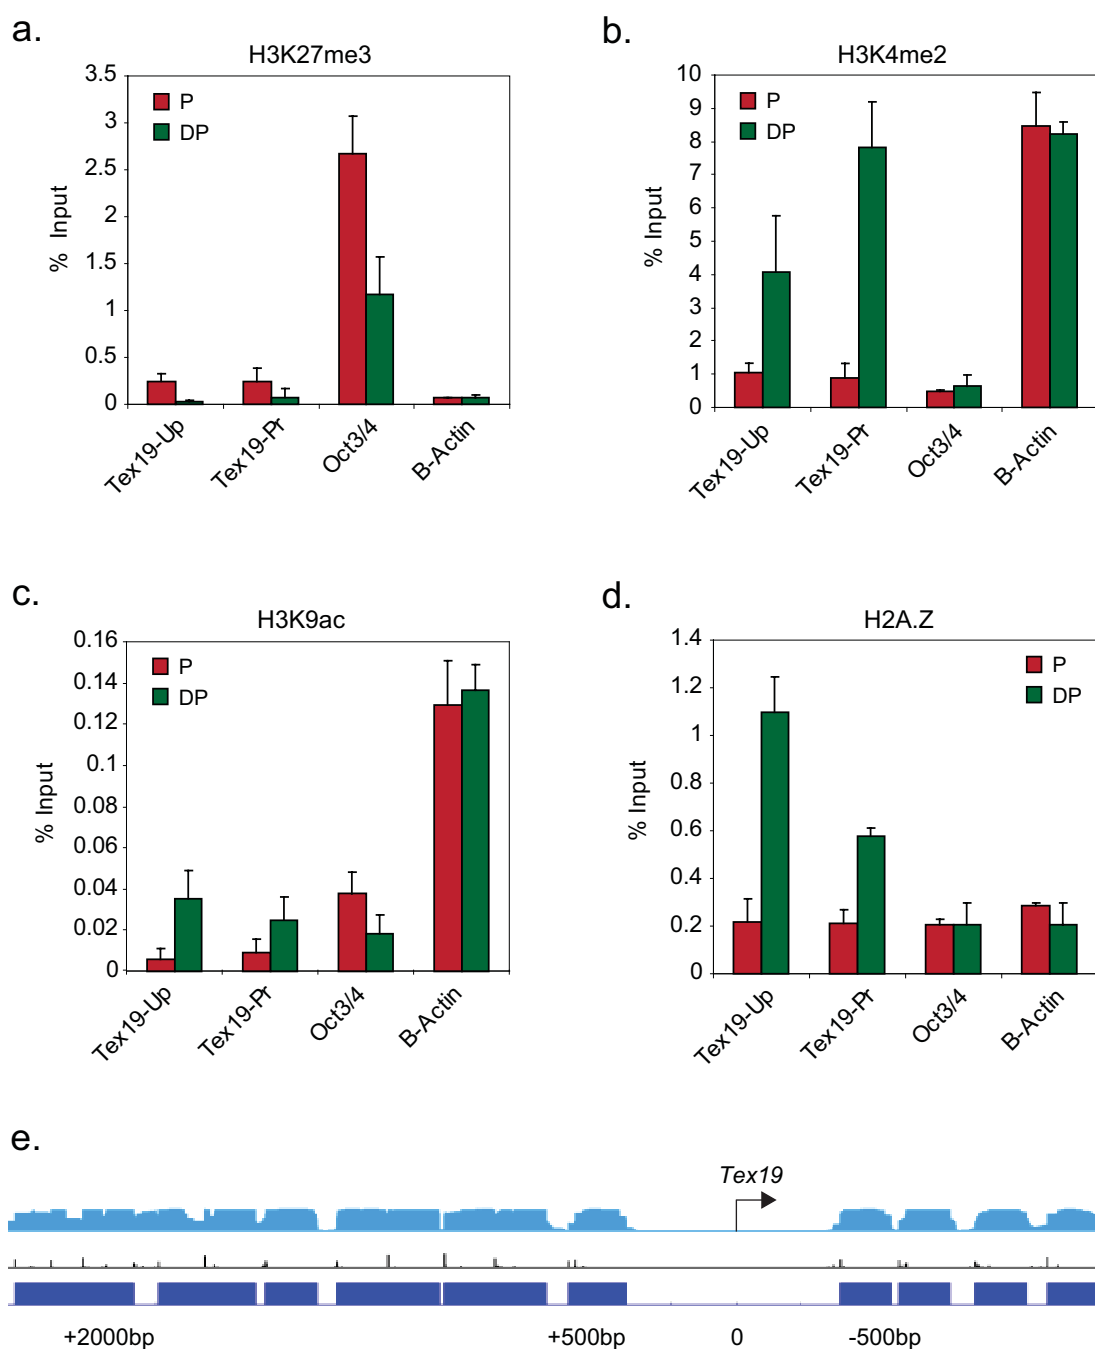 a.
H3K27me3
3.5
3
2.5
2
1.5
1
0.5
0
% Input
P
DP
Tex19-Up
Tex19-Pr
Oct3/4
B-Actin
b.
H3K4me2
10
9
8
7
6
5
4
3
2
1
0
% Input
P
DP
Tex19-Up
Tex19-Pr
Oct3/4
B-Actin
c.
H3K9ac
0.16
0.14
0.12
0.1
0.08
0.06
0.04
0.02
0
% Input
P
DP
Tex19-Up
Tex19-Pr
Oct3/4
B-Actin
d.
H2A.Z
1.4
1.2
1
0.8
0.6
0.4
0.2
0
% Input
P
DP
Tex19-Up
Tex19-Pr
Oct3/4
B-Actin
e.
Tex19
+2000bp +500bp 0 -500bp